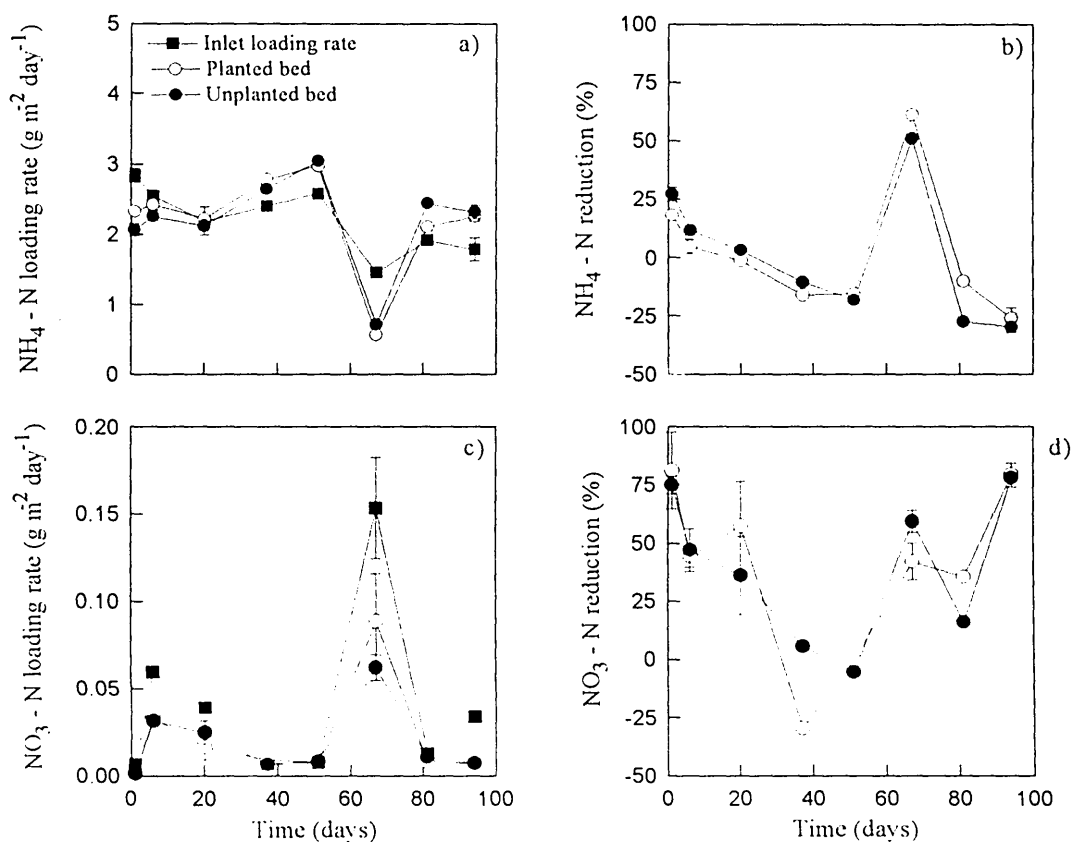 5
4
3
2
1
0
NH4 - N loading rate (g m-2 day-1)
Inlet loading rate
Planted bed
Unplanted bed
a)
100
75
50
25
0
-25
-50
NH4 - N reduction (%)
b)
0.20
0.15
0.10
0.05
0.00
NO3 - N loading rate (g m-2 day-1)
c)
0 20 40 60 80 100
Time (days)
100
75
50
25
0
-25
-50
NO3 - N reduction (%)
d)
0 20 40 60 80 100
Time (days)